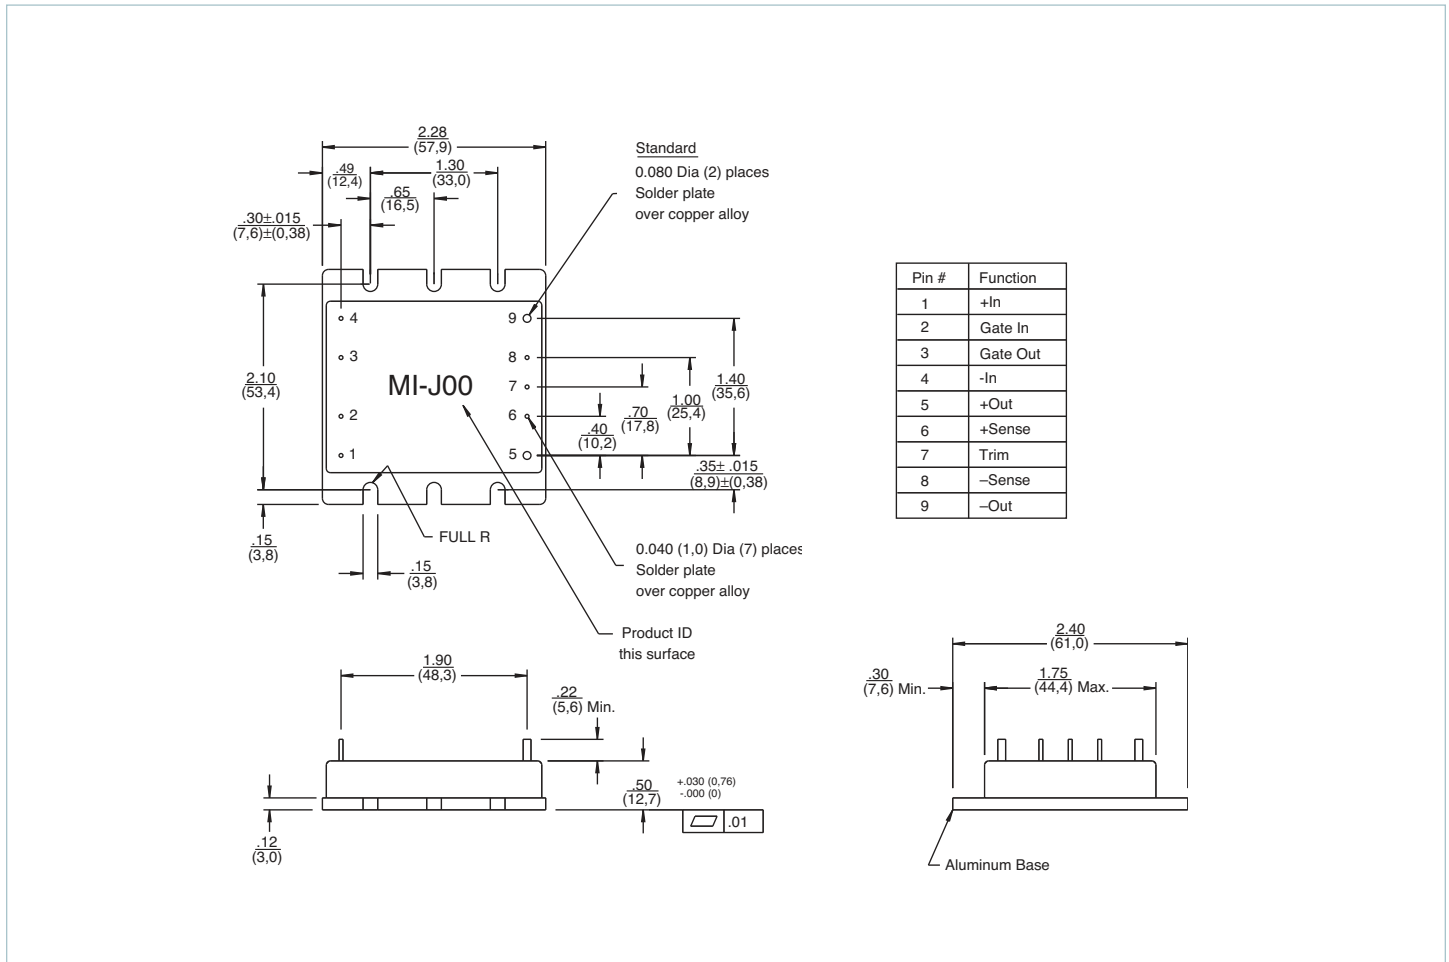 2.28
(57,9)
.49
(12,4)
1.30
(33,0)
.65
(16,5)
.30±.015
(7,6)±(0,38)
Standard
0.080 Dia (2) places
Solder plate
over copper alloy
4
3
2
1
MI-J00
9
8
7
6
5
2.10
(53,4)
.40
(10,2)
.70
(17,8)
1.00
(25,4)
1.40
(35,6)
.35± .015
(8,9)±(0,38)
.15
(3,8)
.15
(3,8)
FULL R
0.040 (1,0) Dia (7) places
Solder plate
over copper alloy
Product ID
this surface
Pin # Function
1 +In
2 Gate In
3 Gate Out
4 -In
5 +Out
6 +Sense
7 Trim
8 –Sense
9 –Out
1.90
(48,3)
.22
(5,6) Min.
.50
(12,7)
+.030 (0,76)
-.000 (0)
.01
.12
(3,0)
2.40
(61,0)
.30
(7,6) Min.
1.75
(44,4) Max.
Aluminum Base